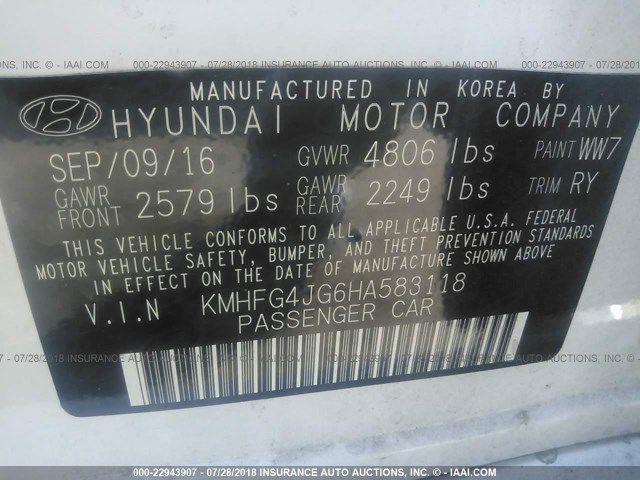 000-22943907 - 07/28/2018 INSURANCE AUTO AUCTIONS, INC. - © IAAI.COM
MANUFACTURED IN KOREA BY
HYUNDAI MOTOR COMPANY
SEP/09/16 GVWR 4806 lbs PAINT WW7
GAWR FRONT 2579 lbs GAWR REAR 2249 lbs TRIM RY
THIS VEHICLE CONFORMS TO ALL APPLICABLE U.S.A. FEDERAL
MOTOR VEHICLE SAFETY, BUMPER, AND THEFT PREVENTION STANDARDS
IN EFFECT ON THE DATE OF MANUFACTURE SHOWN ABOVE
V.I.N KMHFG4JG6HA583118
PASSENGER CAR
000-22943907 - 07/28/2018 INSURANCE AUTO AUCTIONS, INC. - © IAAI.COM